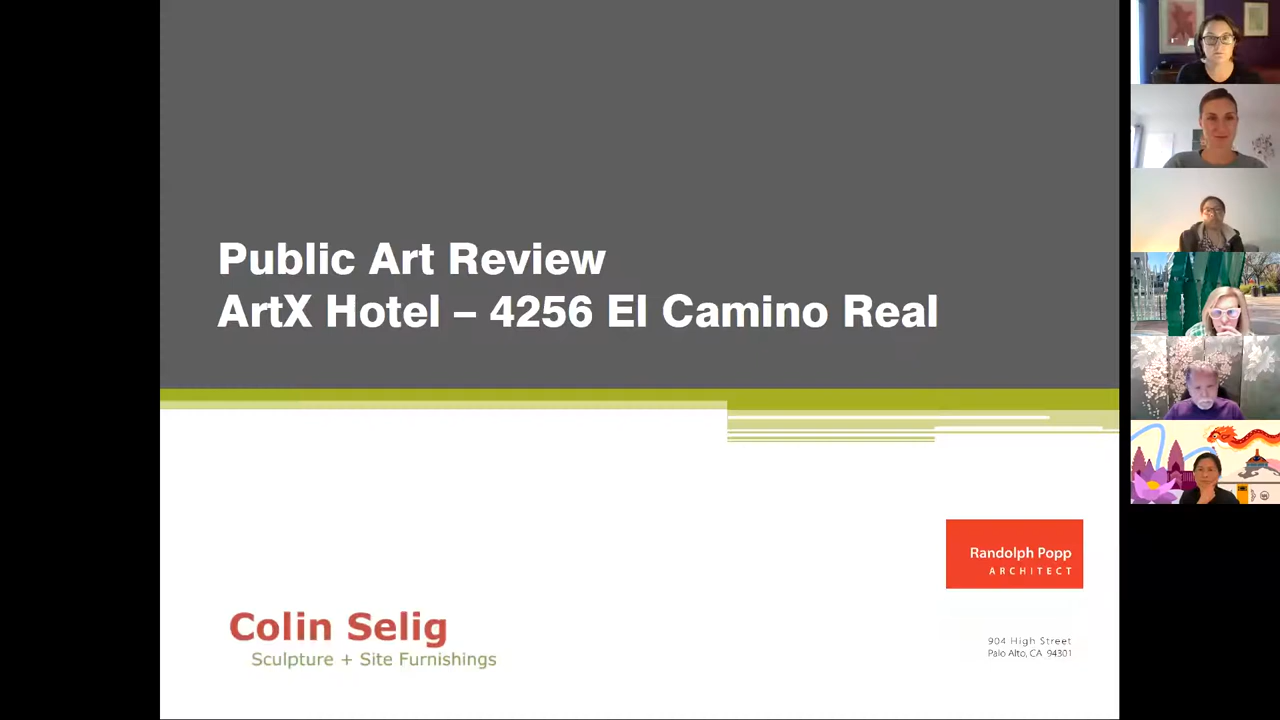 Public Art Review
ArtX Hotel – 4256 El Camino Real
Randolph Popp
ARCHITECT
Colin Selig
Sculpture + Site Furnishings
904 High Street
Palo Alto, CA 94301